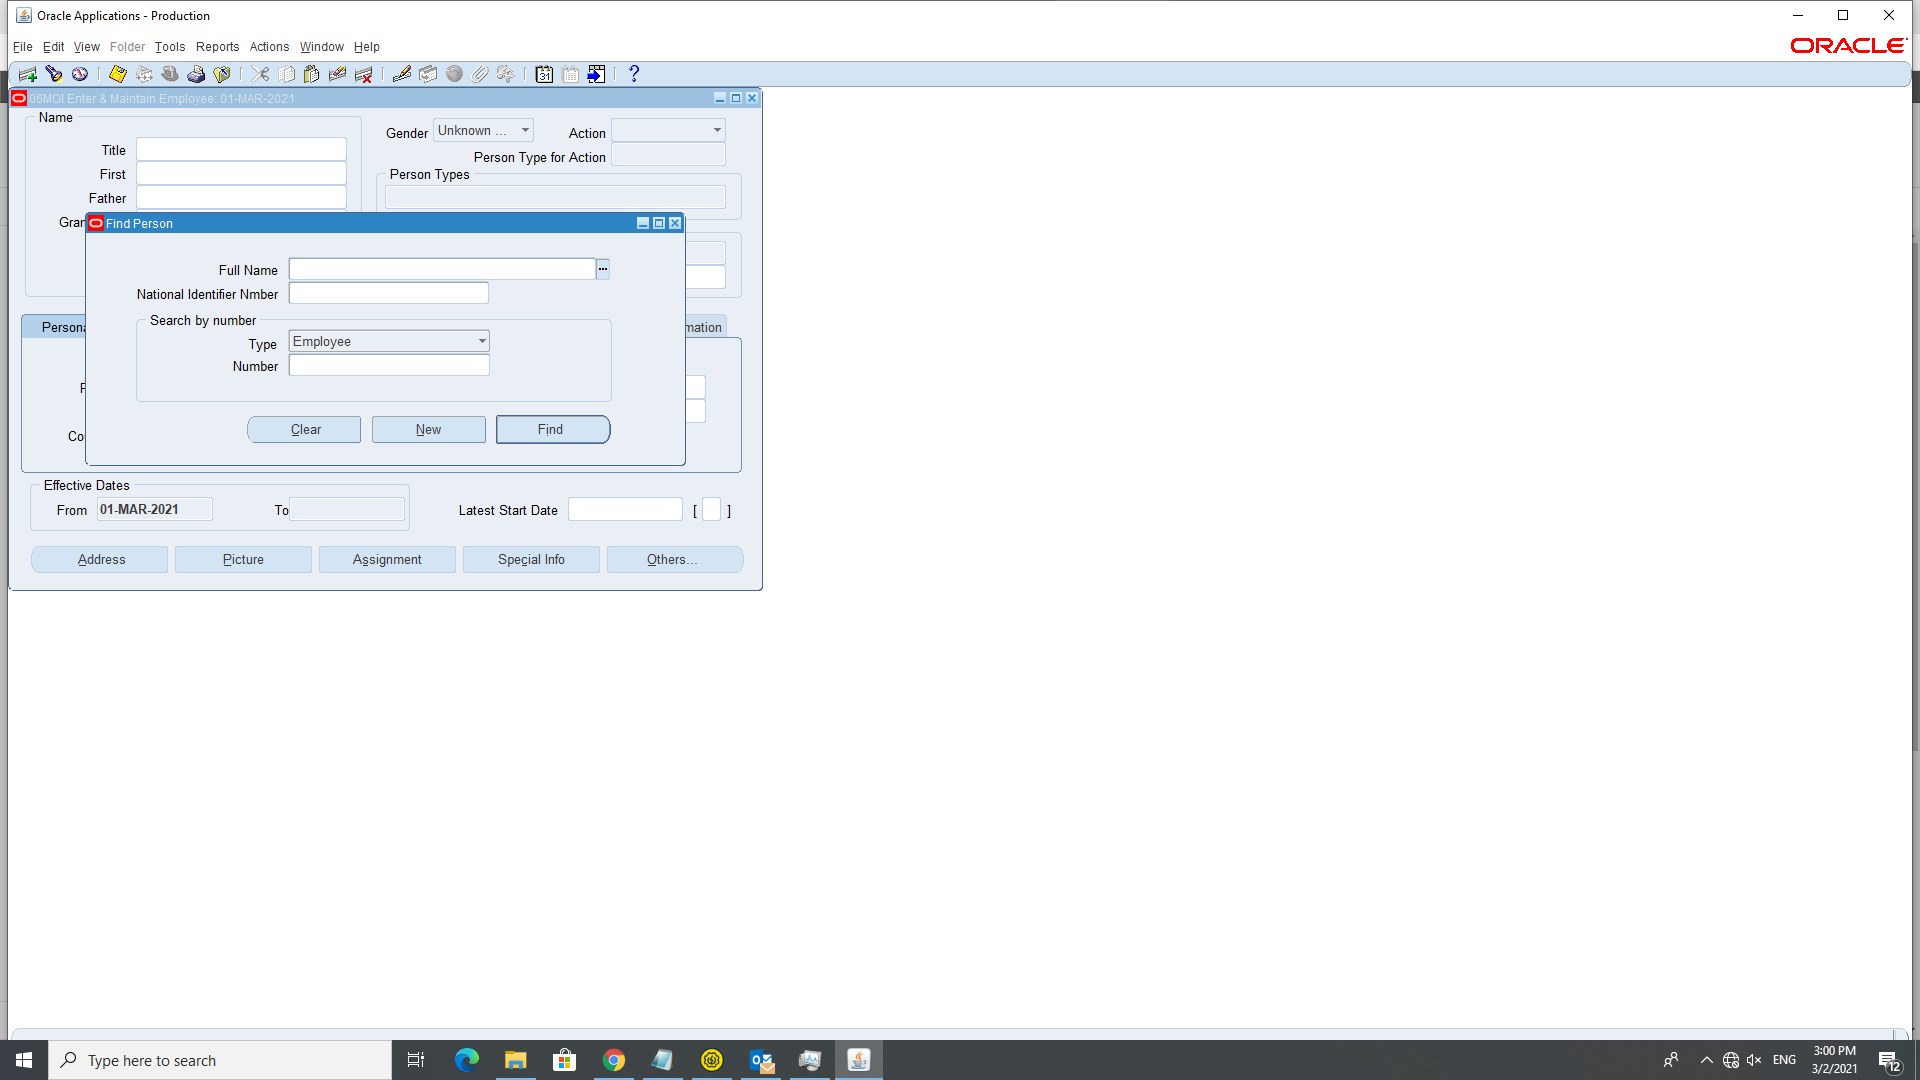 Oracle Applications - Production
File Edit View Folder Tools Reports Actions Window Help
ORACLE
06MOI Enter & Maintain Employee: 01-MAR-2021
Name
Title
First
Father
Gran
Gender Unknown ... Action
Person Type for Action
Person Types
Find Person
Full Name
...
National Identifier Nmber
Search by number
Type Employee
Number
Clear New Find
Persona
mation
Co
Effective Dates
From 01-MAR-2021 To
Latest Start Date [ ]
Address Picture Assignment Special Info Others...
Type here to search
ENG
3:00 PM
3/2/2021
12